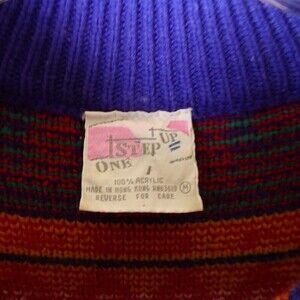 ONE STEP UP
100% ACRYLIC
MADE IN HONG KONG
M
REVERSE FOR CARE